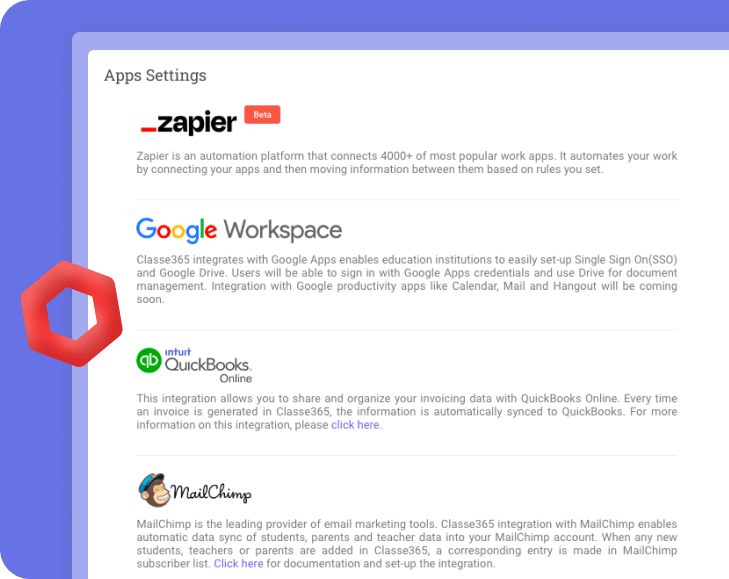 Apps Settings
_zapier Beta
Zapier is an automation platform that connects 4000+ of most popular work apps. It automates your work
by connecting your apps and then moving information between them based on rules you set.
Google Workspace
Classe365 integrates with Google Apps enables education institutions to easily set-up Single Sign On(SSO)
and Google Drive. Users will be able to sign in with Google Apps credentials and use Drive for document
management. Integration with Google productivity apps like Calendar, Mail and Hangout will be coming
soon.
qb intuit
QuickBooks.
Online
This integration allows you to share and organize your invoicing data with QuickBooks Online. Every time
an invoice is generated in Classe365, the information is automatically synced to QuickBooks. For more
information on this integration, please click here.
MailChimp
MailChimp is the leading provider of email marketing tools. Classe365 integration with MailChimp enables
automatic data sync of students, parents and teacher data into your MailChimp account. When any new
students, teachers or parents are added in Classe365, a corresponding entry is made in MailChimp
subscriber list. Click here for documentation and set-up the integration.